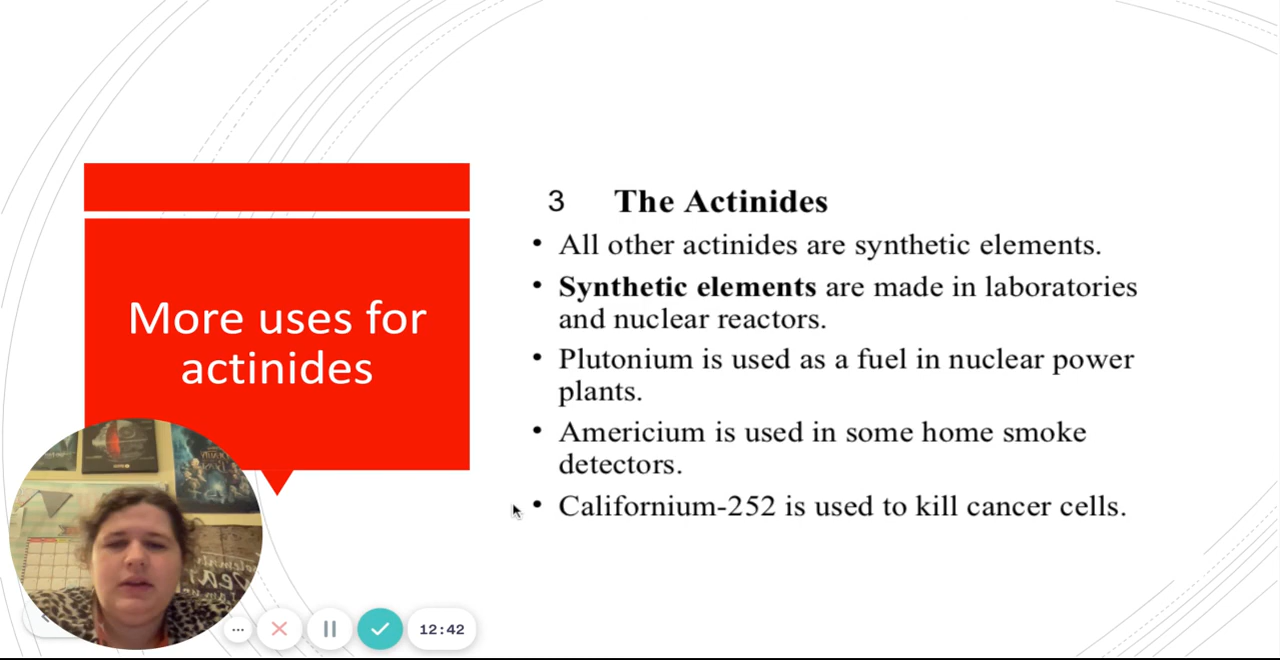 More uses for
actinides
3 The Actinides
• All other actinides are synthetic elements.
• Synthetic elements are made in laboratories
and nuclear reactors.
• Plutonium is used as a fuel in nuclear power
plants.
• Americium is used in some home smoke
detectors.
• Californium-252 is used to kill cancer cells.
12:42